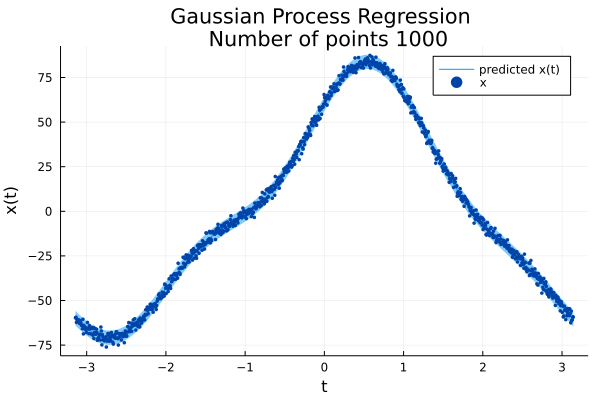 Gaussian Process Regression
Number of points 1000
predicted x(t)
x
75
50
25
0
−25
−50
−75
x(t)
−3
−2
−1
0
1
2
3
t